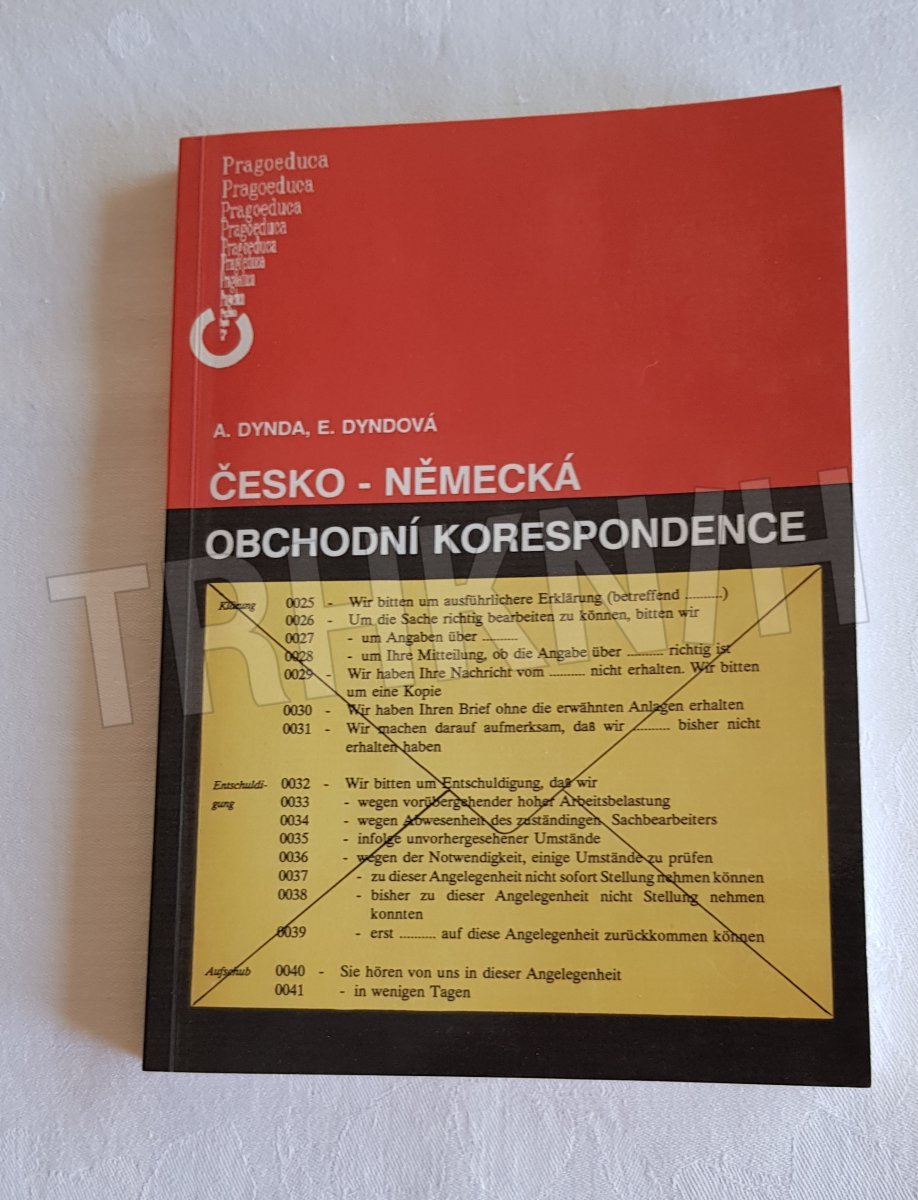 Pragoeduca
Pragoeduca
Pragoeduca
Pragoeduca
Pragoeduca
Pragoeduca
Pragoeduca
A. DYNDA, E. DYNDOVÁ
ČESKO - NĚMECKÁ
OBCHODNÍ KORESPONDENCE
TRHKNIH
Klärung 0025 - Wir bitten um ausführlichere Erklärung (betreffend ..........)
0026 - Um die Sache richtig bearbeiten zu können, bitten wir
0027 - um Angaben über ..........
0028 - um Ihre Mitteilung, ob die Angabe über .......... richtig ist
0029 - Wir haben Ihre Nachricht vom .......... nicht erhalten. Wir bitten
um eine Kopie
0030 - Wir haben Ihren Brief ohne die erwähnten Anlagen erhalten
0031 - Wir machen darauf aufmerksam, daß wir .......... bisher nicht
erhalten haben
Entschuldi- 0032 - Wir bitten um Entschuldigung, daß wir
gung 0033 - wegen vorübergehender hoher Arbeitsbelastung
0034 - wegen Abwesenheit des zuständingen Sachbearbeiters
0035 - infolge unvorhergesehener Umstände
0036 - wegen der Notwendigkeit, einige Umstände zu prüfen
0037 - zu dieser Angelegenheit nicht sofort Stellung nehmen können
0038 - bisher zu dieser Angelegenheit nicht Stellung nehmen
konnten
0039 - erst .......... auf diese Angelegenheit zurückkommen können
Aufschub 0040 - Sie hören von uns in dieser Angelegenheit
0041 - in wenigen Tagen